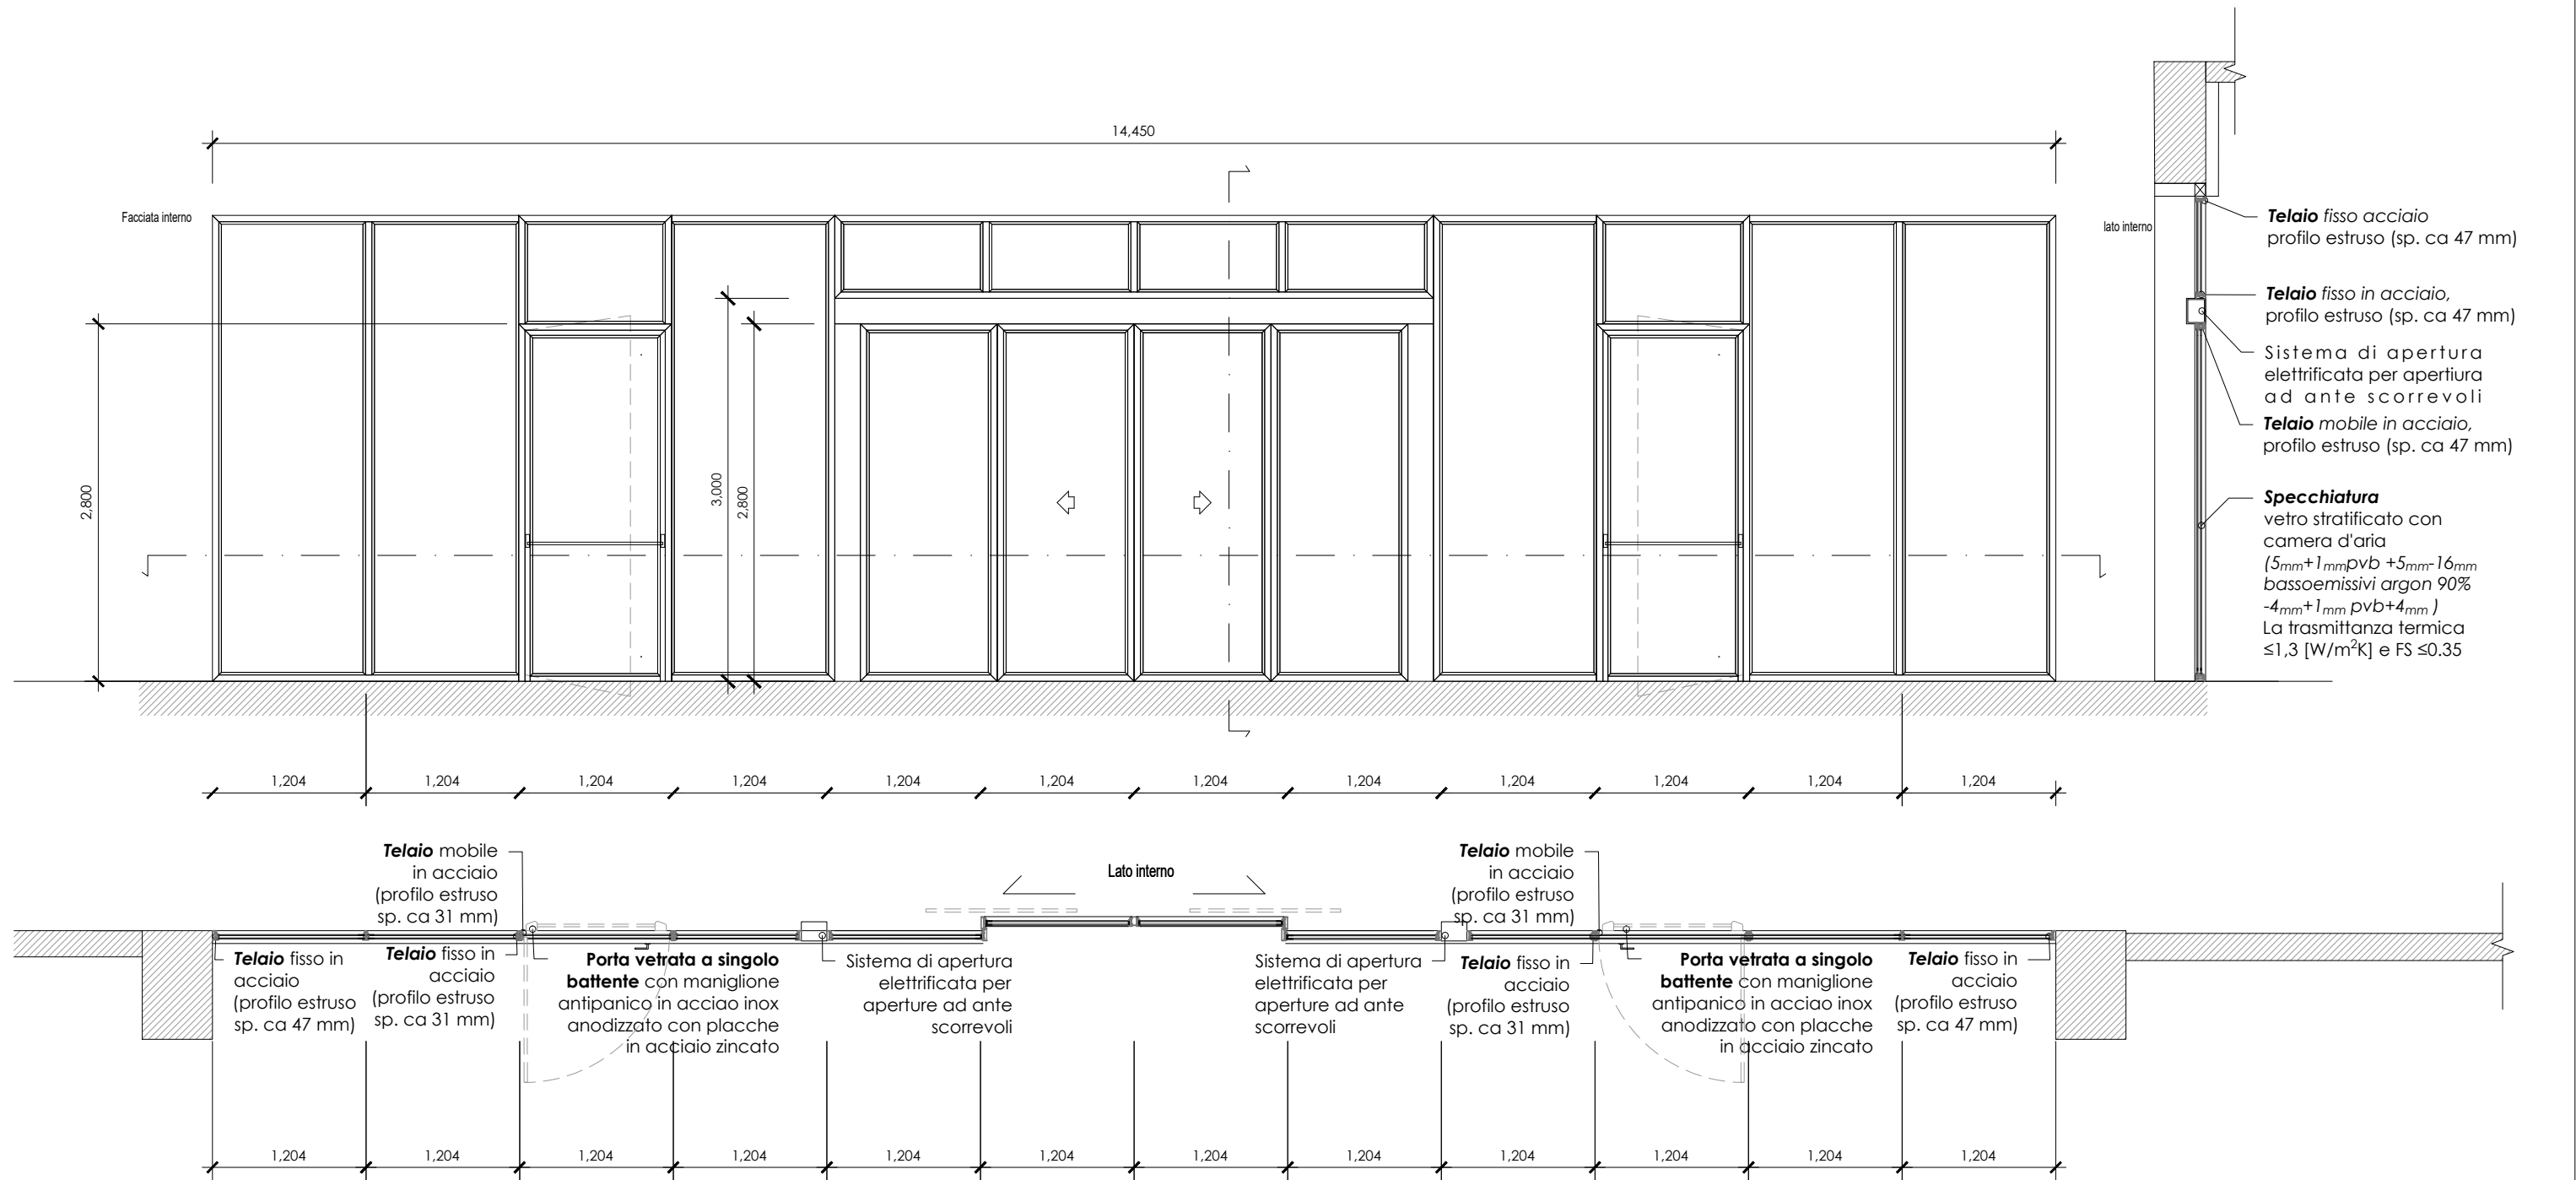 14,450
Facciata interno
lato interno
Telaio fisso acciaio
profilo estruso (sp. ca 47 mm)
Telaio fisso in acciaio,
profilo estruso (sp. ca 47 mm)
Sistema di apertura
elettrificata per apertiura
ad ante scorrevoli
Telaio mobile in acciaio,
profilo estruso (sp. ca 47 mm)
Specchiatura
vetro stratificato con
camera d'aria
(5mm+1mmpvb +5mm-16mm
bassoemissivi argon 90%
-4mm+1mm pvb+4mm )
La trasmittanza termica
≤1,3 [W/m²K] e FS ≤0.35
2,800
3,000
2,800
1,204 1,204 1,204 1,204 1,204 1,204 1,204 1,204 1,204 1,204 1,204 1,204
Telaio mobile
in acciaio
(profilo estruso
sp. ca 31 mm)
Lato interno
Telaio mobile
in acciaio
(profilo estruso
sp. ca 31 mm)
Telaio fisso in
acciaio
(profilo estruso
sp. ca 47 mm)
Telaio fisso in
acciaio
(profilo estruso
sp. ca 31 mm)
Porta vetrata a singolo
battente con maniglione
antipanico in acciao inox
anodizzato con placche
in acciaio zincato
Sistema di apertura
elettrificata per
aperture ad ante
scorrevoli
Sistema di apertura
elettrificata per
aperture ad ante
scorrevoli
Telaio fisso in
acciaio
(profilo estruso
sp. ca 31 mm)
Porta vetrata a singolo
battente con maniglione
antipanico in acciao inox
anodizzato con placche
in acciaio zincato
Telaio fisso in
acciaio
(profilo estruso
sp. ca 47 mm)
1,204 1,204 1,204 1,204 1,204 1,204 1,204 1,204 1,204 1,204 1,204 1,204